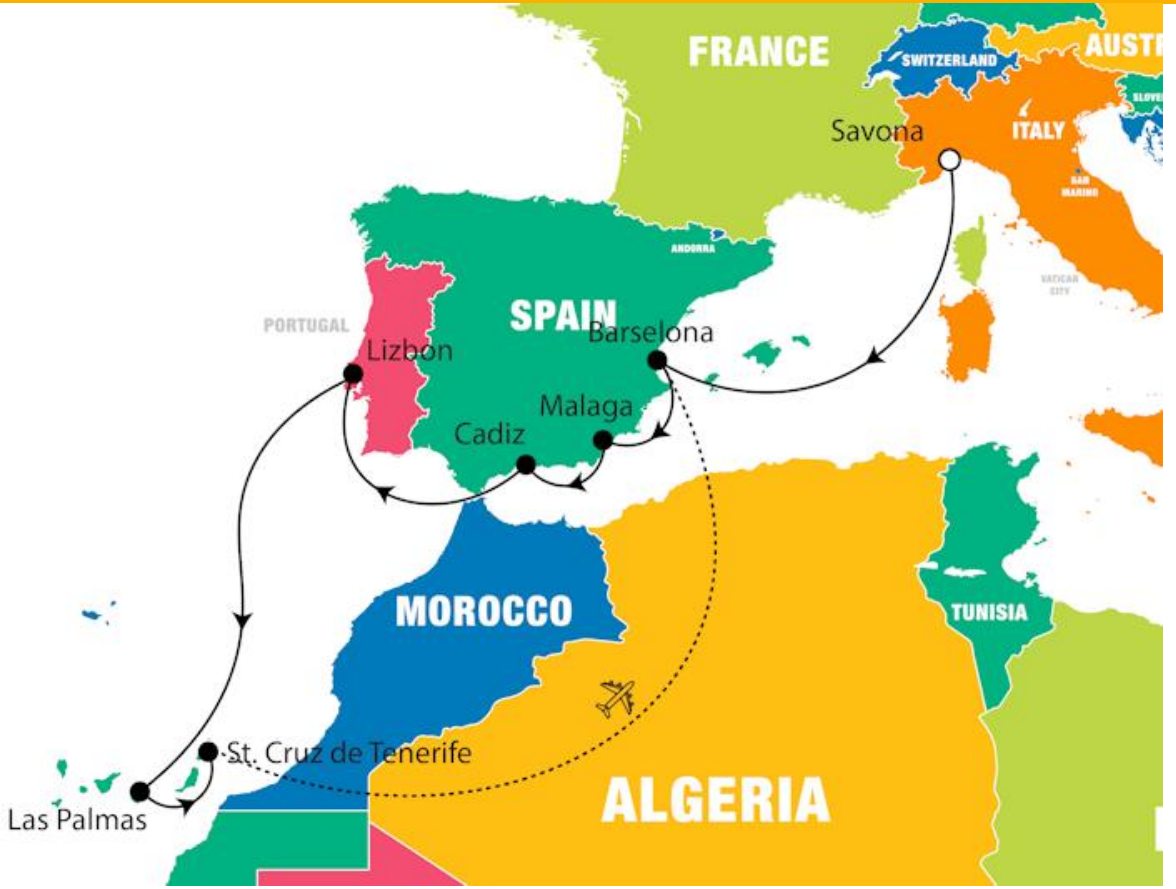 FRANCE
SWITZERLAND
AUSTR
SLOVE
Savona
ITALY
SAN
MARINO
ANDORRA
VATICAN
CITY
SPAIN
PORTUGAL
Barselona
Lizbon
Malaga
Cadiz
MOROCCO
TUNISIA
St. Cruz de Tenerife
ALGERIA
Las Palmas